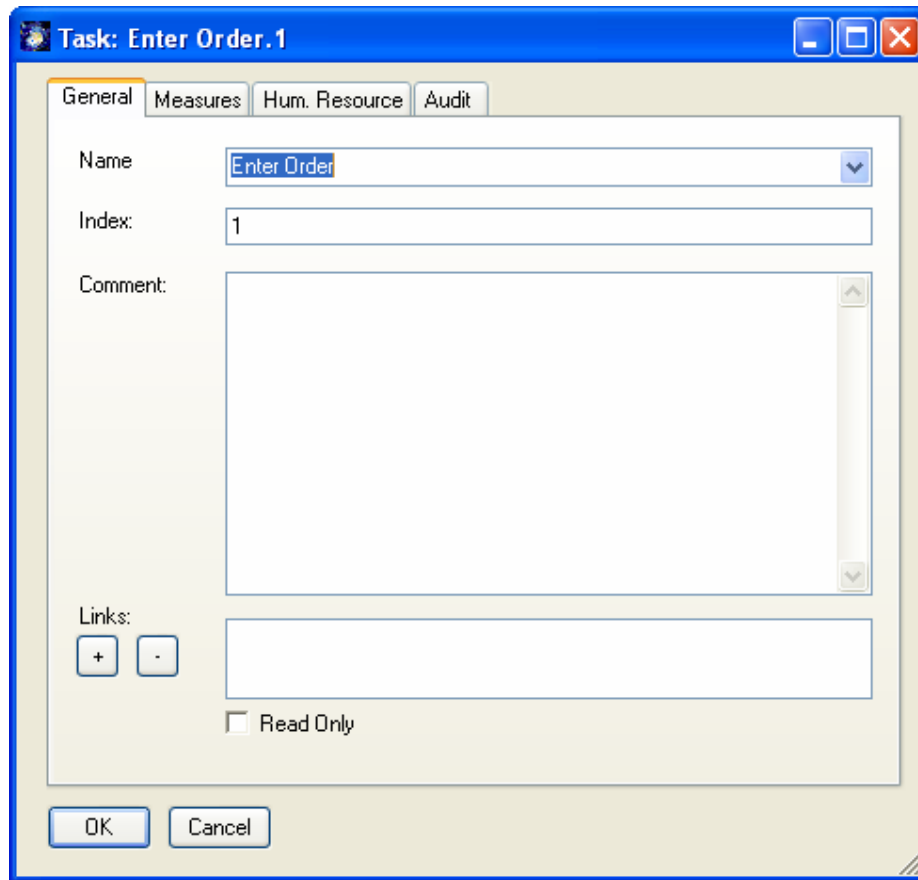 Task: Enter Order.1
General Measures Hum. Resource Audit
Name Enter Order
Index: 1
Comment:
Links:
+ -
Read Only
OK Cancel